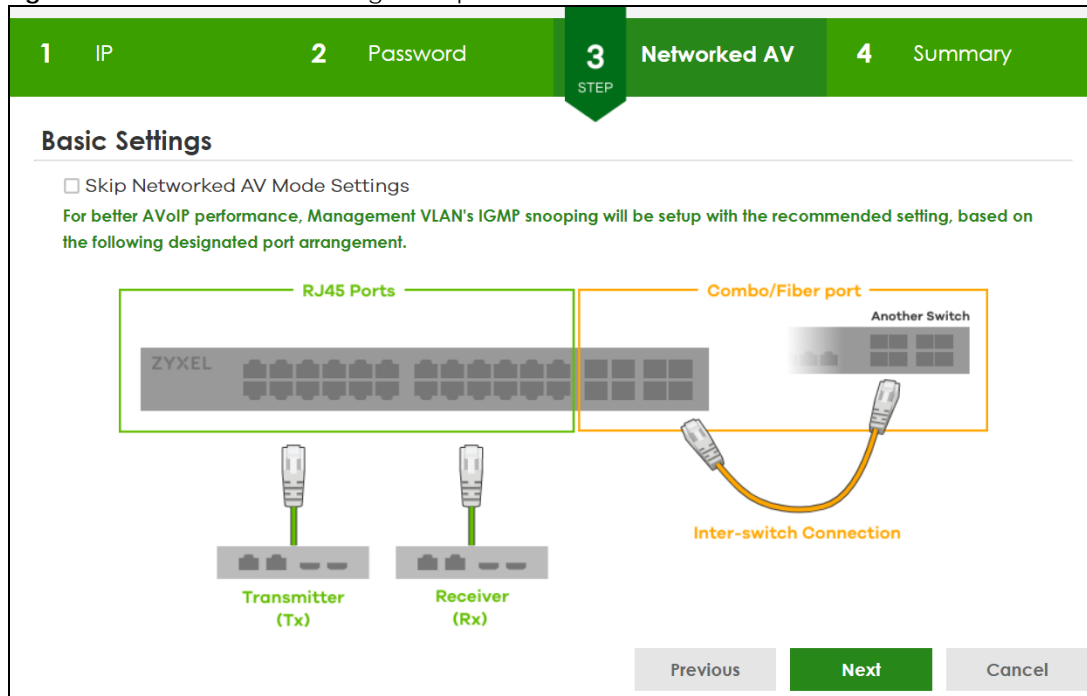 1 IP 2 Password 3 STEP Networked AV 4 Summary
Basic Settings
Skip Networked AV Mode Settings
For better AVoIP performance, Management VLAN's IGMP snooping will be setup with the recommended setting, based on
the following designated port arrangement.
RJ45 Ports
Combo/Fiber port
Another Switch
ZYXEL
Inter-switch Connection
Transmitter
(Tx)
Receiver
(Rx)
Previous Next Cancel